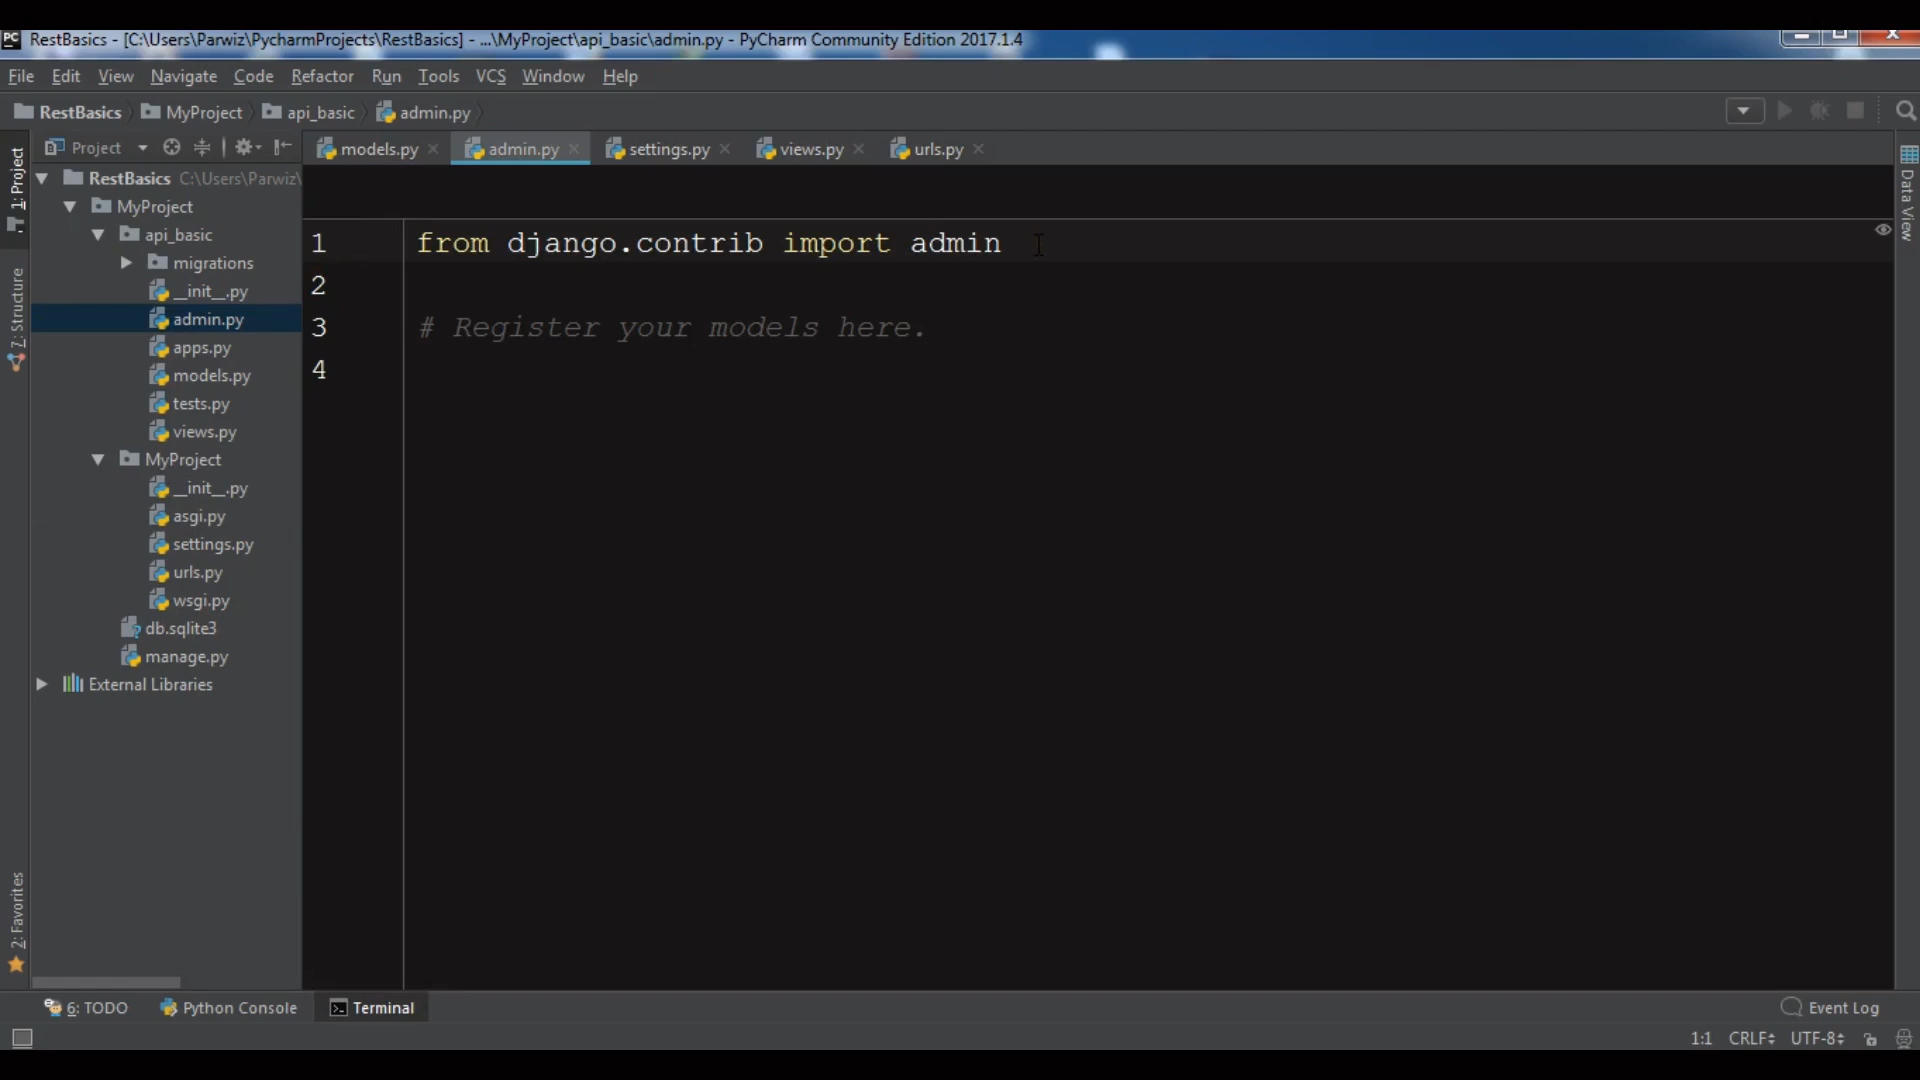 PC RestBasics - [C:\Users\Parwiz\PycharmProjects\RestBasics] - ...\MyProject\api_basic\admin.py - PyCharm Community Edition 2017.1.4
File Edit View Navigate Code Refactor Run Tools VCS Window Help
RestBasics MyProject api_basic admin.py
1: Project
7: Structure
2: Favorites
Project
RestBasics C:\Users\Parwiz\
MyProject
api_basic
migrations
__init__.py
admin.py
apps.py
models.py
tests.py
views.py
MyProject
__init__.py
asgi.py
settings.py
urls.py
wsgi.py
db.sqlite3
manage.py
External Libraries
models.py admin.py settings.py views.py urls.py
1 from django.contrib import admin
2
3 # Register your models here.
4
Data View
6: TODO Python Console Terminal Event Log
1:1 CRLF UTF-8